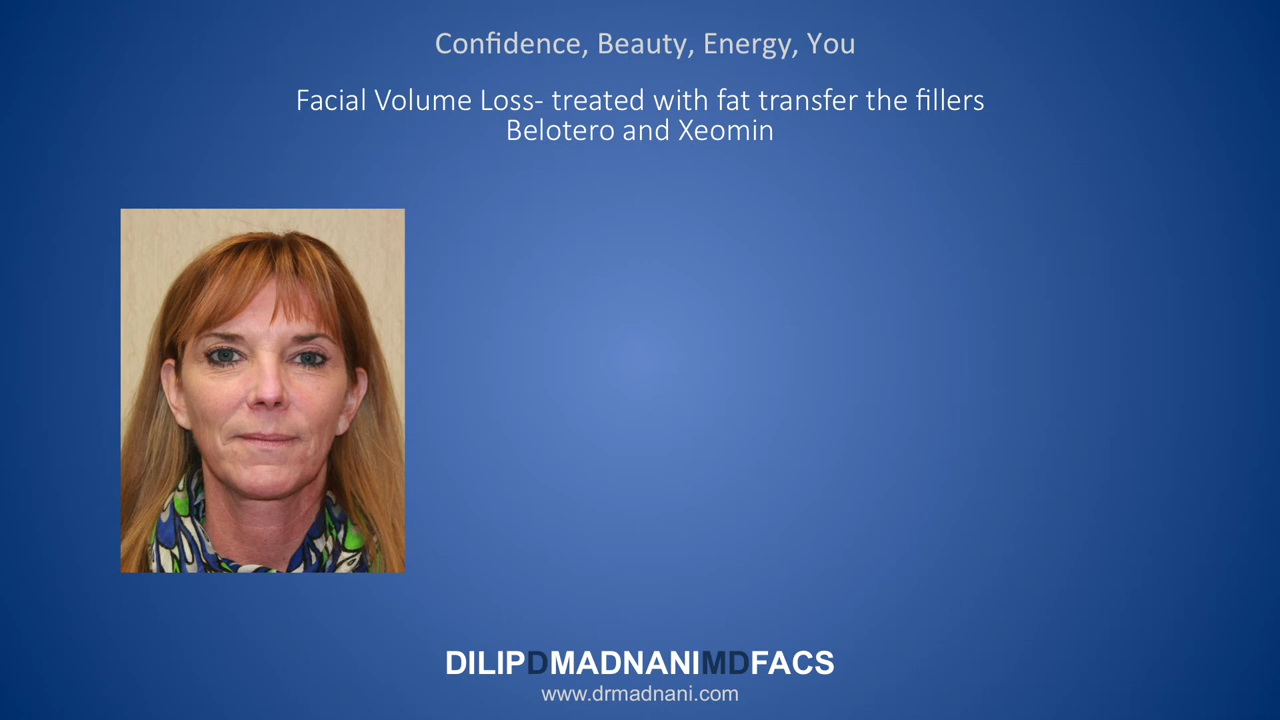 Confidence, Beauty, Energy, You
Facial Volume Loss- treated with fat transfer the fillers
Belotero and Xeomin
DILIPDMADNANIMDFACS
www.drmadnani.com